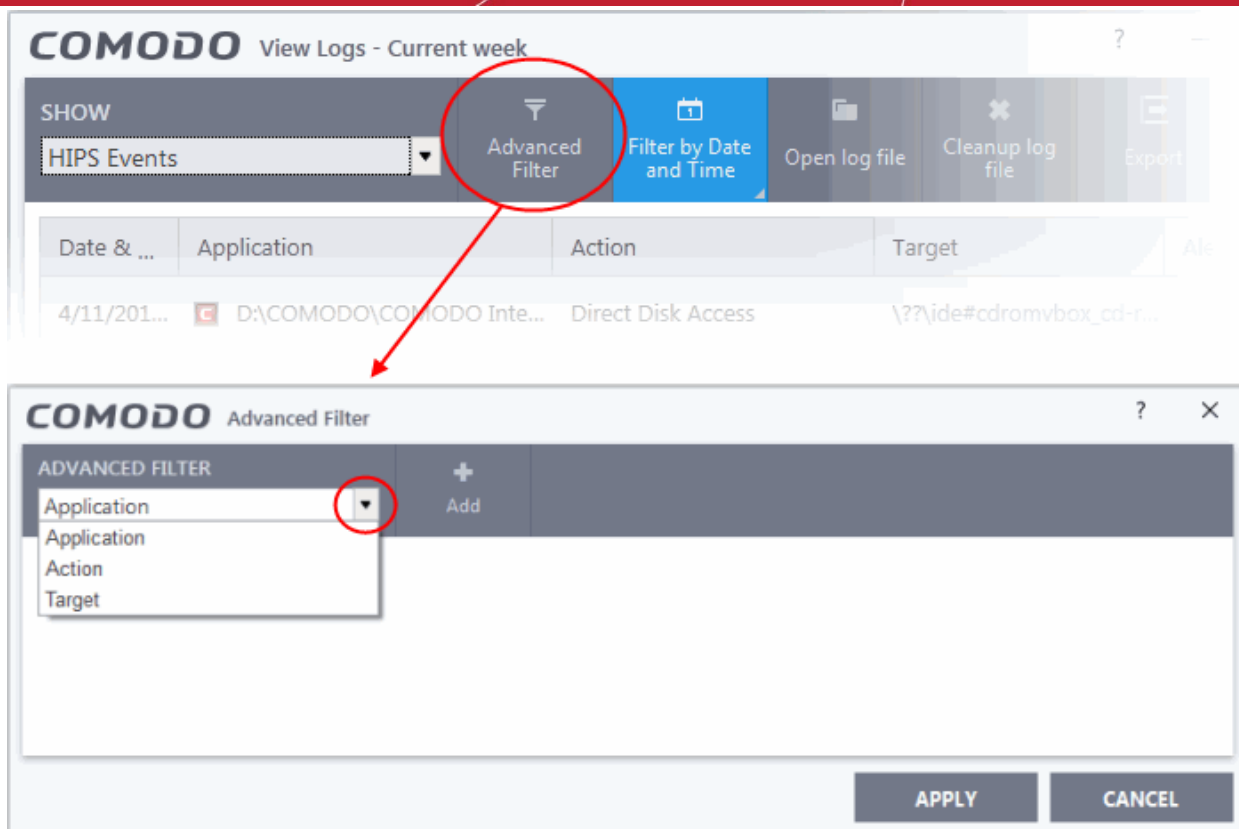 COMODO View Logs - Current week ?
SHOW
HIPS Events
Advanced Filter
Filter by Date and Time
Open log file
Cleanup log file
Export
Date & ... Application Action Target Ale
4/11/201... D:\COMODO\COMODO Inte... Direct Disk Access \??\ide#cdromvbox_cd-r...
COMODO Advanced Filter ?
ADVANCED FILTER
Application
Add
Application
Action
Target
APPLY CANCEL